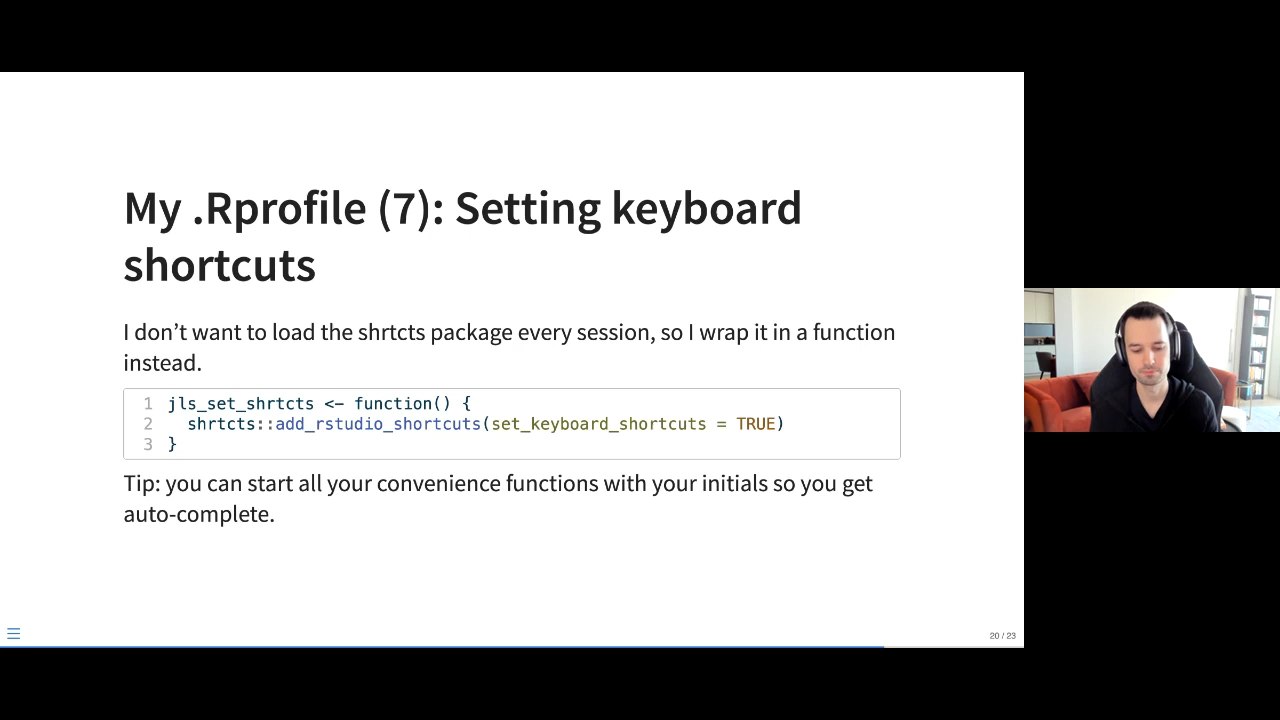 My .Rprofile (7): Setting keyboard
shortcuts
I don’t want to load the shrtcts package every session, so I wrap it in a function
instead.
1 jls_set_shrtcts <- function() {
2   shrtcts::add_rstudio_shortcuts(set_keyboard_shortcuts = TRUE)
3 }
Tip: you can start all your convenience functions with your initials so you get
auto-complete.
20 / 23